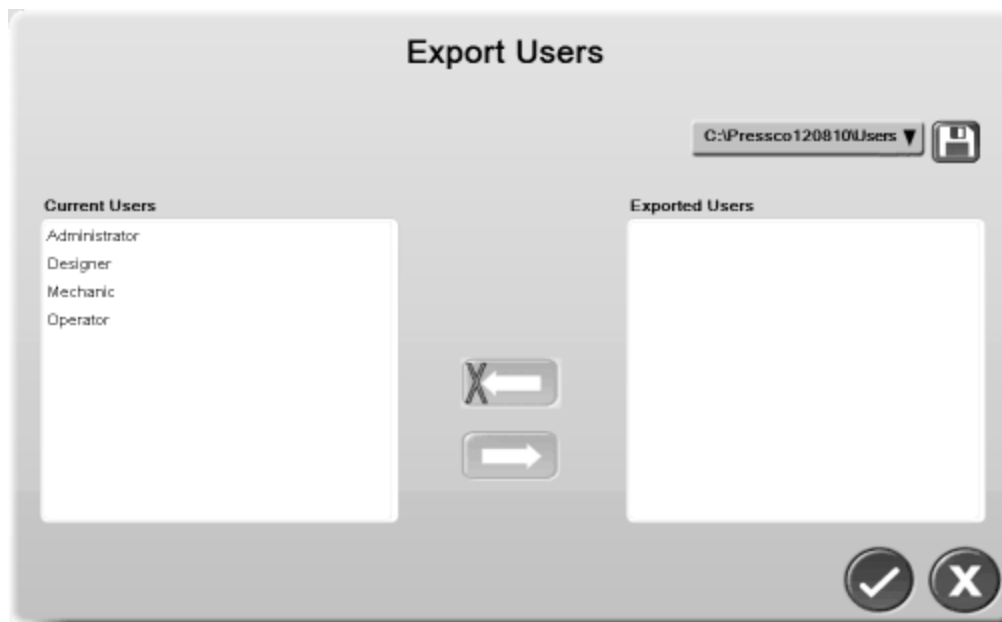 Export Users
C:\Pressco120810\Users
Current Users
Exported Users
Administrator
Designer
Mechanic
Operator